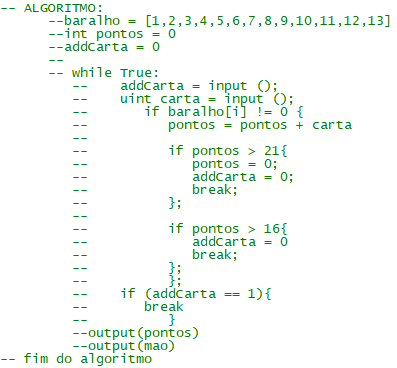 -- ALGORITMO:
--baralho = [1,2,3,4,5,6,7,8,9,10,11,12,13]
--int pontos = 0
--addCarta = 0
--
-- while True:
-- addCarta = input ();
-- uint carta = input ();
-- if baralho[i] != 0 {
-- pontos = pontos + carta
--
-- if pontos > 21{
-- pontos = 0;
-- addCarta = 0;
-- break;
-- };
--
-- if pontos > 16{
-- addCarta = 0
-- break;
-- };
-- };
-- if (addCarta == 1){
-- break
-- }
--output(pontos)
--output(mao)
-- fim do algoritmo